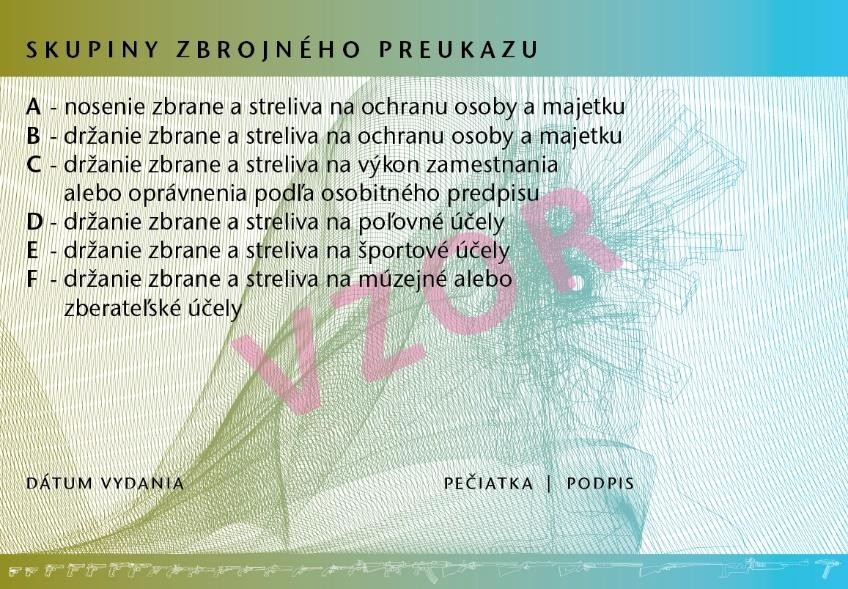 SKUPINY ZBROJNÉHO PREUKAZU
A - nosenie zbrane a streliva na ochranu osoby a majetku
B - držanie zbrane a streliva na ochranu osoby a majetku
C - držanie zbrane a streliva na výkon zamestnania
alebo oprávnenia podľa osobitného predpisu
D - držanie zbrane a streliva na poľovné účely
E - držanie zbrane a streliva na športové účely
F - držanie zbrane a streliva na múzejné alebo
zberateľské účely
VZOR
DÁTUM VYDANIA
PEČIATKA | PODPIS